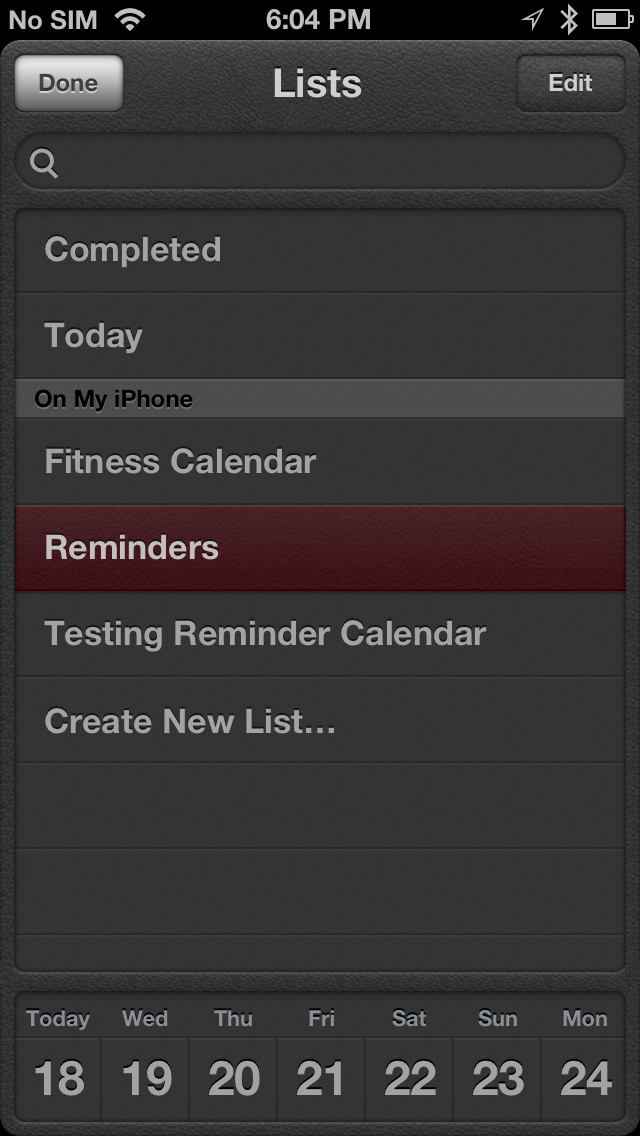 No SIM 6:04 PM
Done Lists Edit
Completed
Today
On My iPhone
Fitness Calendar
Reminders
Testing Reminder Calendar
Create New List...
Today Wed Thu Fri Sat Sun Mon
18 19 20 21 22 23 24